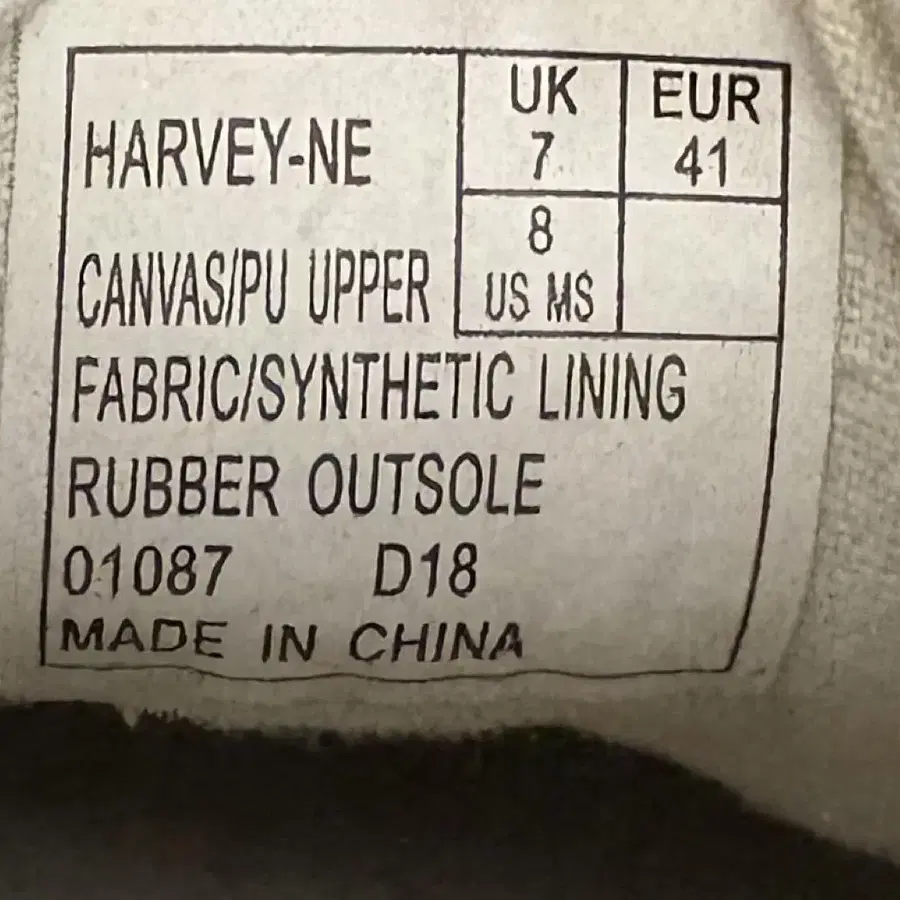 HARVEY-NE
UK
7
EUR
41
8
US MS
CANVAS/PU UPPER
FABRIC/SYNTHETIC LINING
RUBBER OUTSOLE
01087 D18
MADE IN CHINA